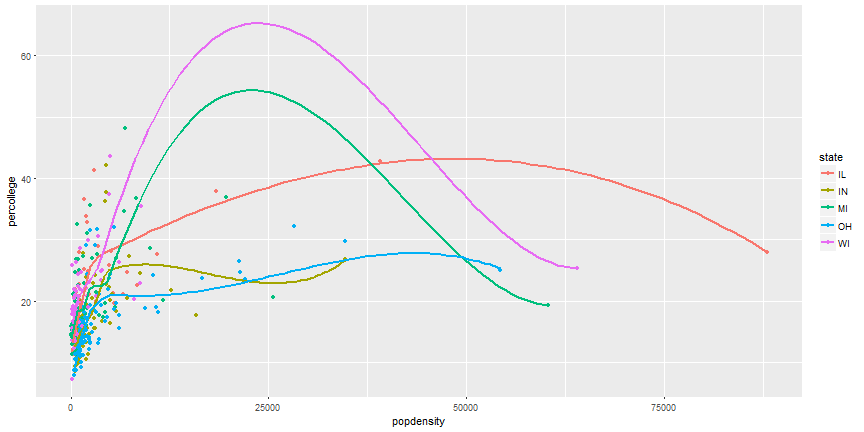 60
40
20
percollege
0
25000
50000
75000
popdensity
state
IL
IN
MI
OH
WI